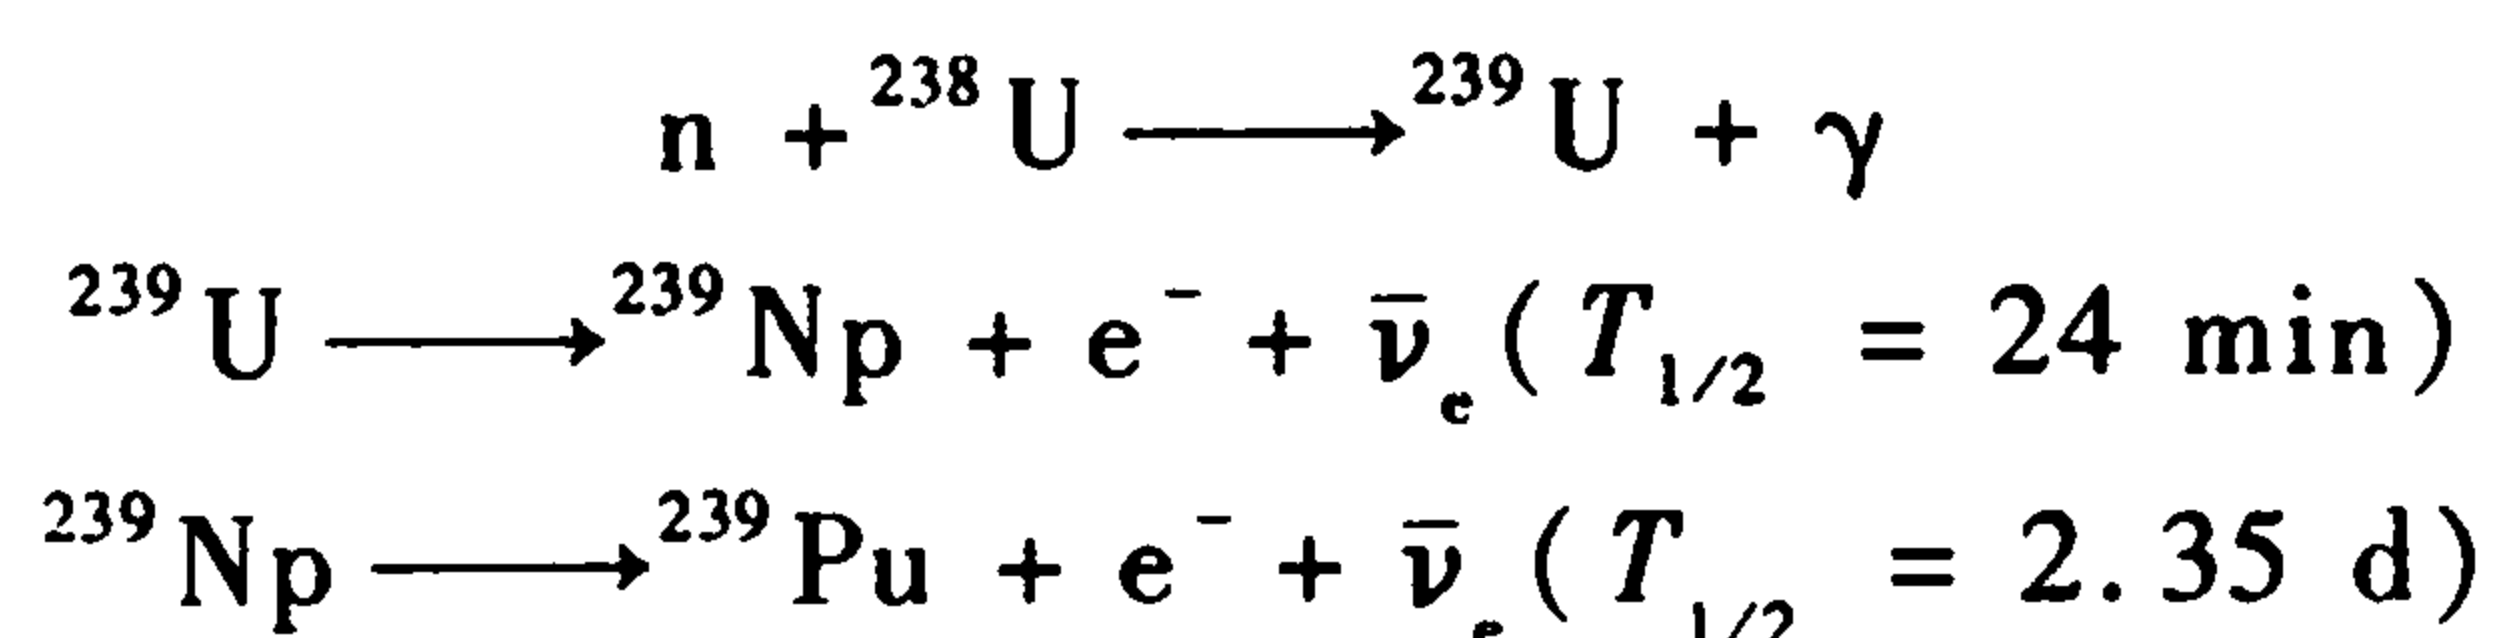 n + ²³⁸U ⟶ ²³⁹U + γ
²³⁹U ⟶ ²³⁹Np + e⁻ + ν̄ₑ (T₁/₂ = 24 min)
²³⁹Np ⟶ ²³⁹Pu + e⁻ + ν̄ₑ (T₁/₂ = 2.35 d)